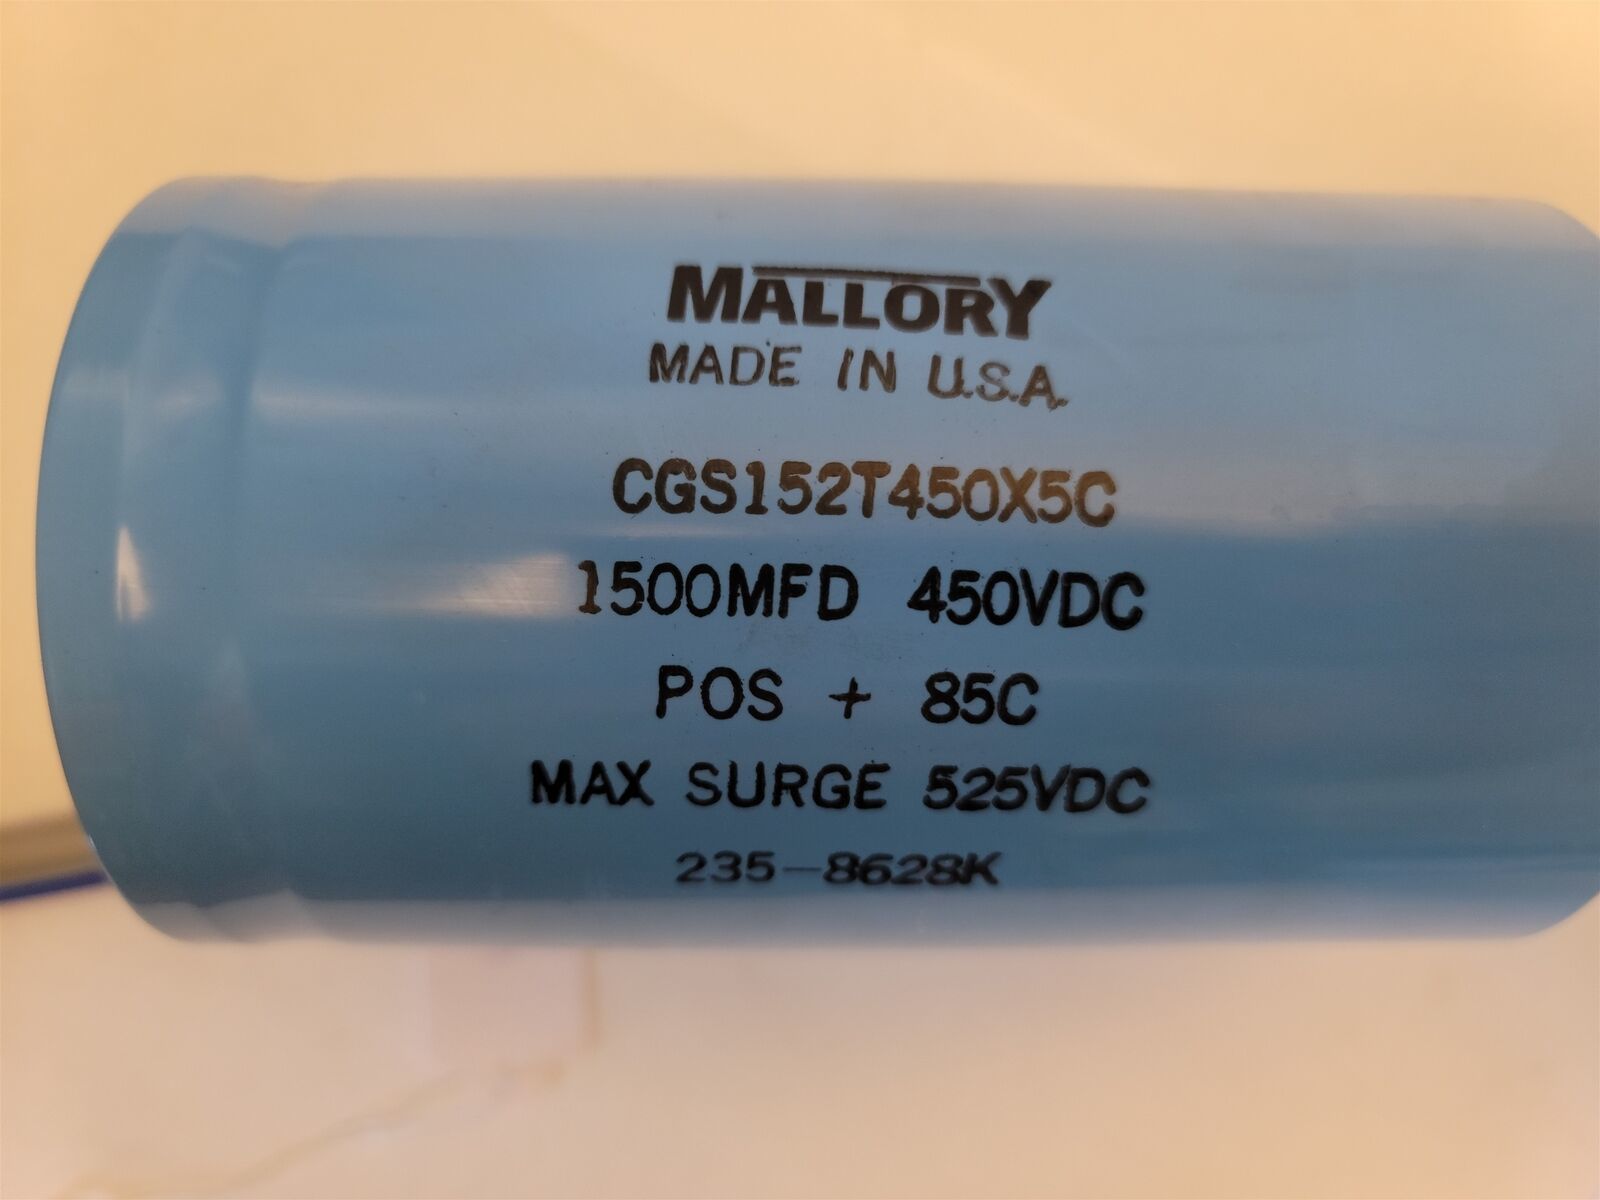 MALLORY
MADE IN U.S.A.
CGS152T450X5C
1500MFD 450VDC
POS + 85C
MAX SURGE 525VDC
235-8628K